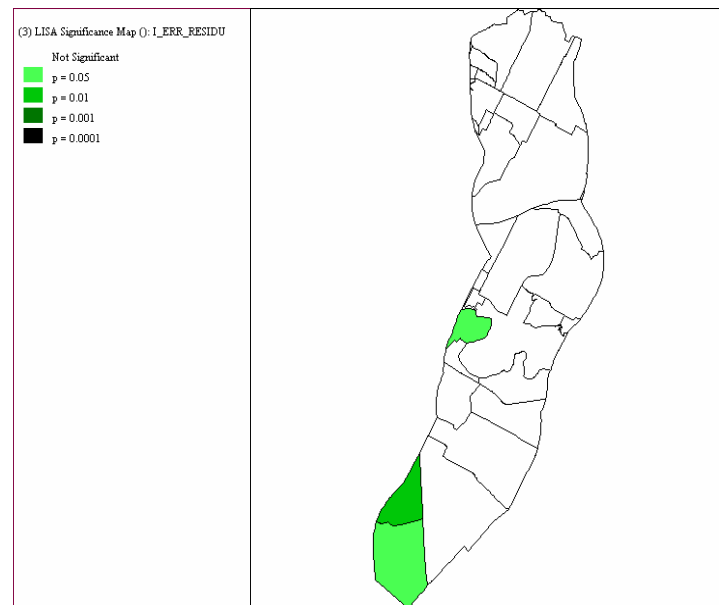 (3) LISA Significance Map (): I_ERR_RESIDU
Not Significant
p = 0.05
p = 0.01
p = 0.001
p = 0.0001